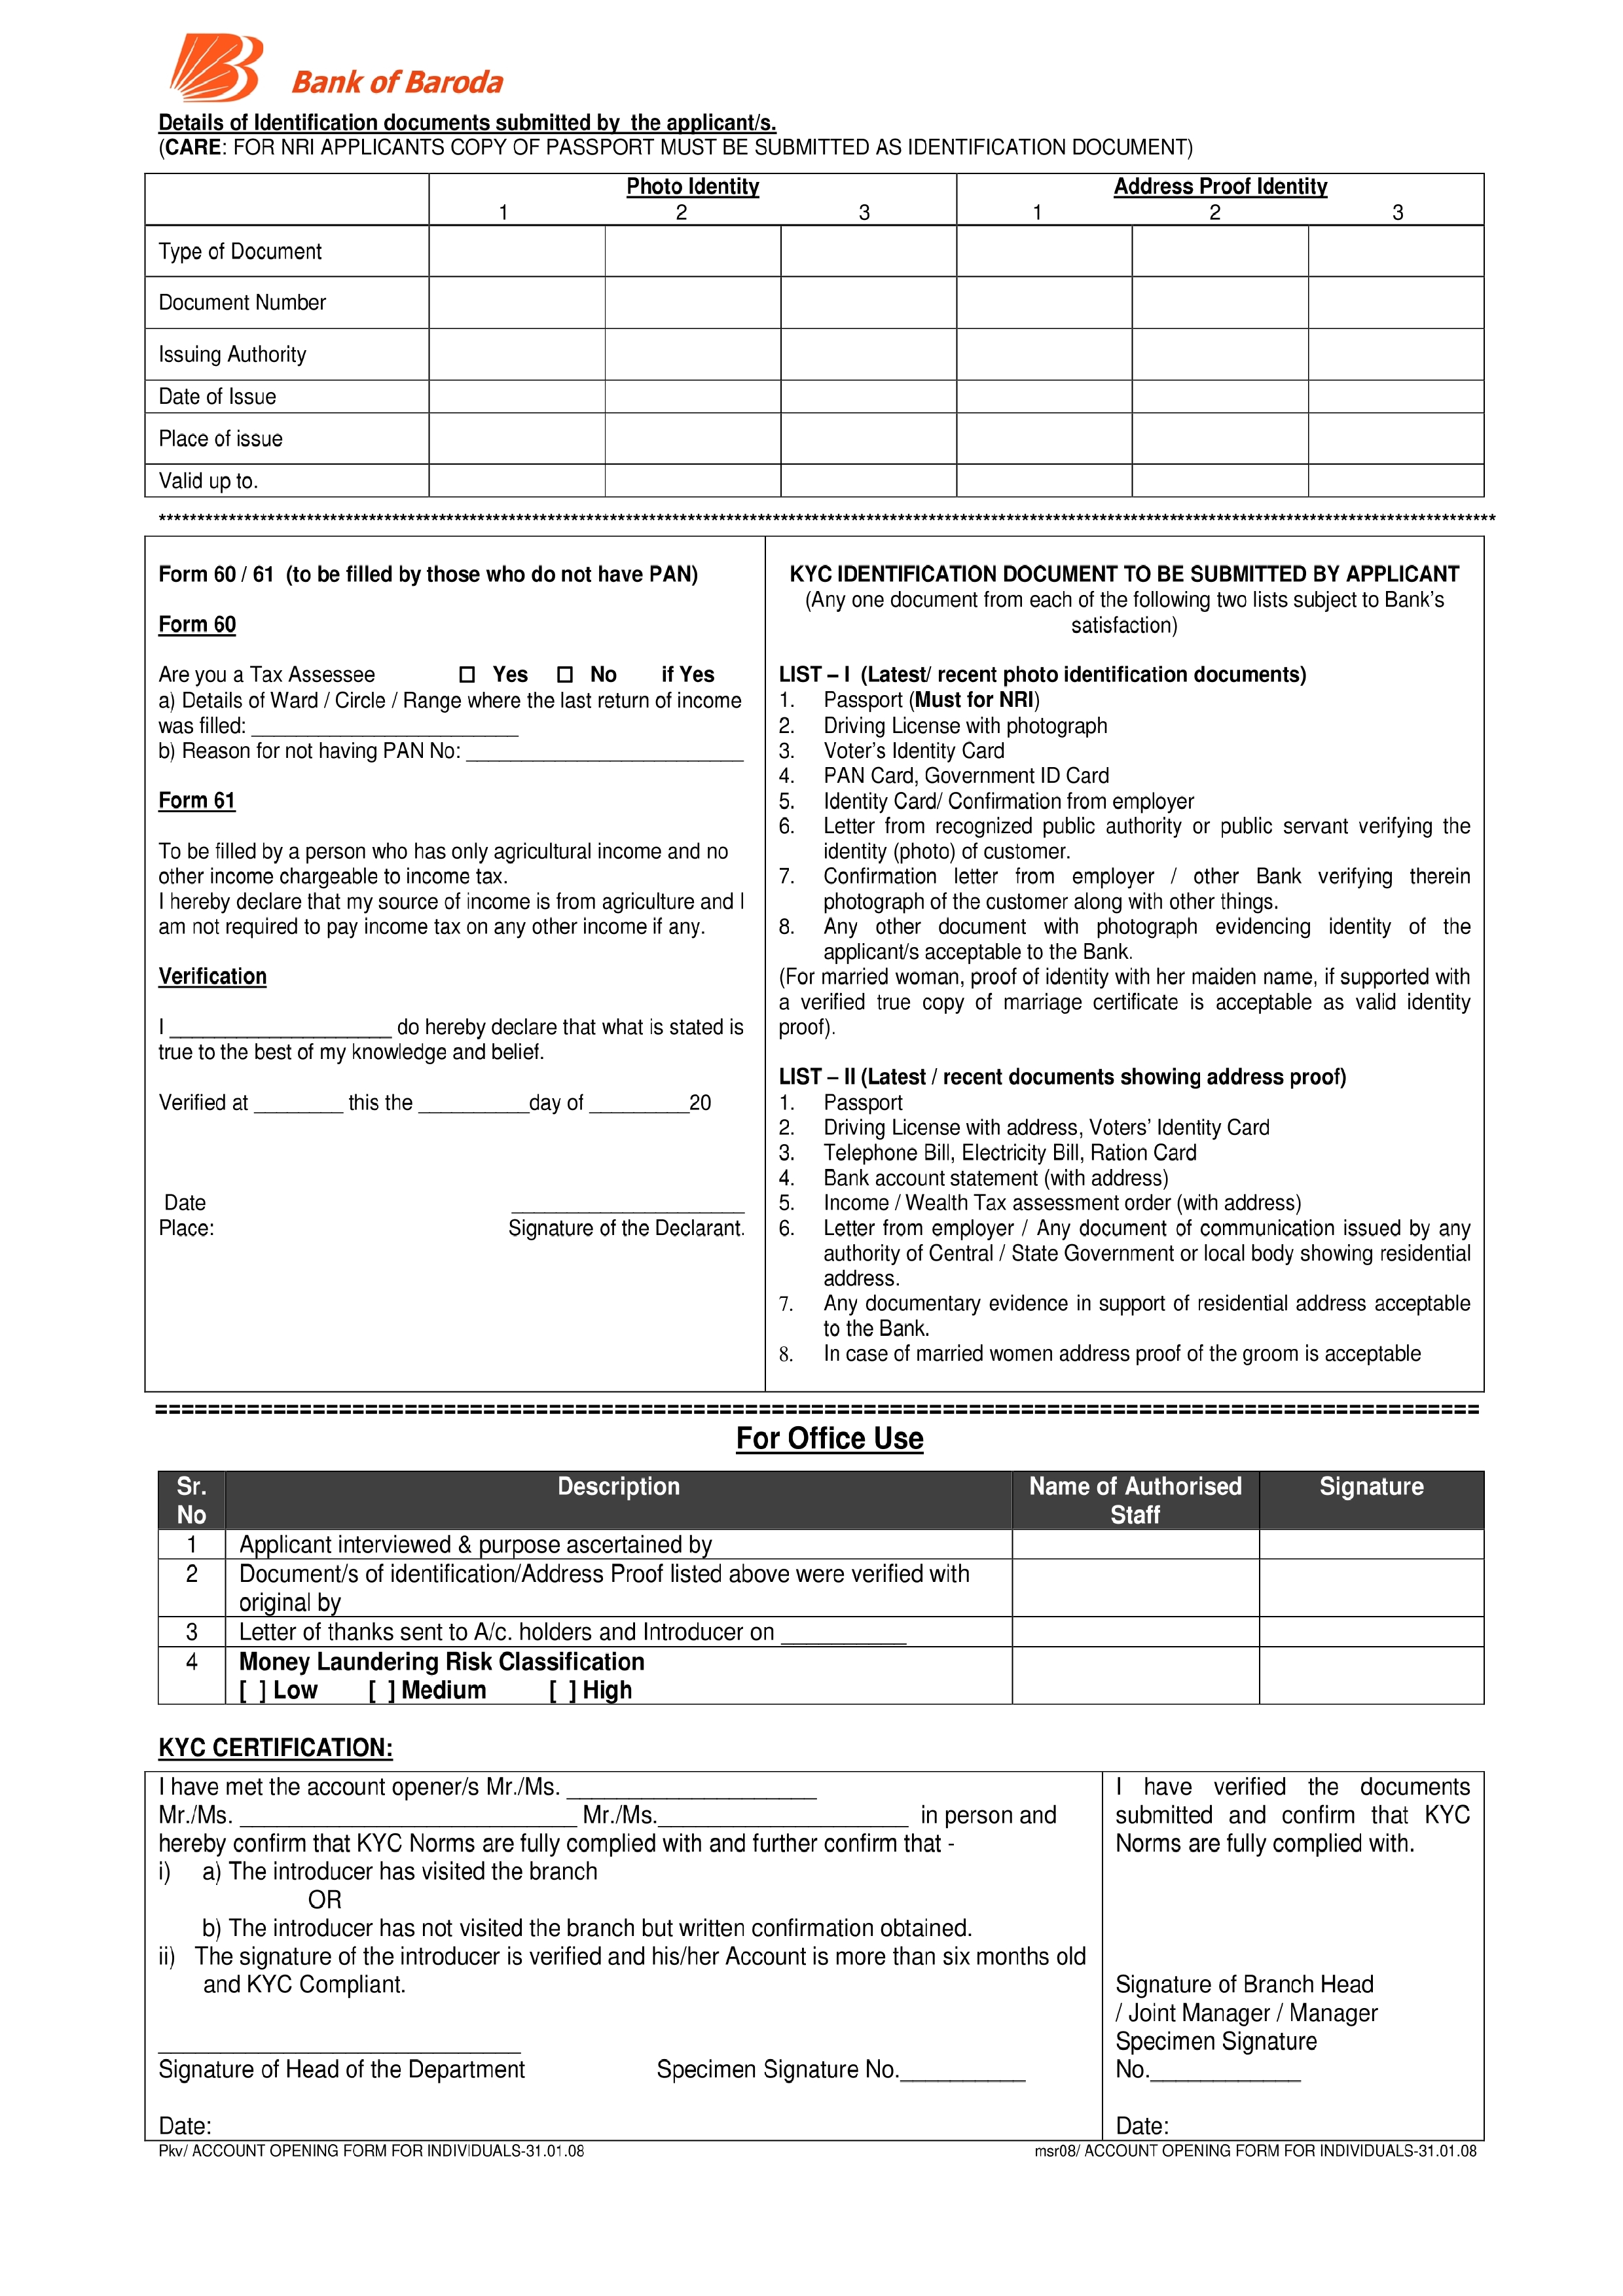 Bank of Baroda
Details of Identification documents submitted by the applicant/s.
(CARE: FOR NRI APPLICANTS COPY OF PASSPORT MUST BE SUBMITTED AS IDENTIFICATION DOCUMENT)
Photo Identity Address Proof Identity
1 2 3 1 2 3
Type of Document
Document Number
Issuing Authority
Date of Issue
Place of issue
Valid up to.
****************************************************************************************************************************************************************************
Form 60 / 61 (to be filled by those who do not have PAN)
Form 60
Are you a Tax Assessee ☐ Yes ☐ No if Yes
a) Details of Ward / Circle / Range where the last return of income
was filled: ________________________
b) Reason for not having PAN No: _________________________
Form 61
To be filled by a person who has only agricultural income and no
other income chargeable to income tax.
I hereby declare that my source of income is from agriculture and I
am not required to pay income tax on any other income if any.
Verification
I ____________________ do hereby declare that what is stated is
true to the best of my knowledge and belief.
Verified at ________ this the __________day of _________20
Date _____________________
Place: Signature of the Declarant.
KYC IDENTIFICATION DOCUMENT TO BE SUBMITTED BY APPLICANT
(Any one document from each of the following two lists subject to Bank's
satisfaction)
LIST – I (Latest/ recent photo identification documents)
1. Passport (Must for NRI)
2. Driving License with photograph
3. Voter's Identity Card
4. PAN Card, Government ID Card
5. Identity Card/ Confirmation from employer
6. Letter from recognized public authority or public servant verifying the
identity (photo) of customer.
7. Confirmation letter from employer / other Bank verifying therein
photograph of the customer along with other things.
8. Any other document with photograph evidencing identity of the
applicant/s acceptable to the Bank.
(For married woman, proof of identity with her maiden name, if supported with
a verified true copy of marriage certificate is acceptable as valid identity
proof).
LIST – II (Latest / recent documents showing address proof)
1. Passport
2. Driving License with address, Voters' Identity Card
3. Telephone Bill, Electricity Bill, Ration Card
4. Bank account statement (with address)
5. Income / Wealth Tax assessment order (with address)
6. Letter from employer / Any document of communication issued by any
authority of Central / State Government or local body showing residential
address.
7. Any documentary evidence in support of residential address acceptable
to the Bank.
8. In case of married women address proof of the groom is acceptable
====================================================================================================
For Office Use
Sr. Description Name of Authorised Signature
No Staff
1 Applicant interviewed & purpose ascertained by
2 Document/s of identification/Address Proof listed above were verified with
original by
3 Letter of thanks sent to A/c. holders and Introducer on __________
4 Money Laundering Risk Classification
[ ] Low [ ] Medium [ ] High
KYC CERTIFICATION:
I have met the account opener/s Mr./Ms. ____________________
Mr./Ms. ___________________________ Mr./Ms.____________________ in person and
hereby confirm that KYC Norms are fully complied with and further confirm that -
i) a) The introducer has visited the branch
OR
b) The introducer has not visited the branch but written confirmation obtained.
ii) The signature of the introducer is verified and his/her Account is more than six months old
and KYC Compliant.
_____________________________
Signature of Head of the Department Specimen Signature No.__________
Date:
I have verified the documents
submitted and confirm that KYC
Norms are fully complied with.
Signature of Branch Head
/ Joint Manager / Manager
Specimen Signature
No.____________
Date:
Pkv/ ACCOUNT OPENING FORM FOR INDIVIDUALS-31.01.08 msr08/ ACCOUNT OPENING FORM FOR INDIVIDUALS-31.01.08